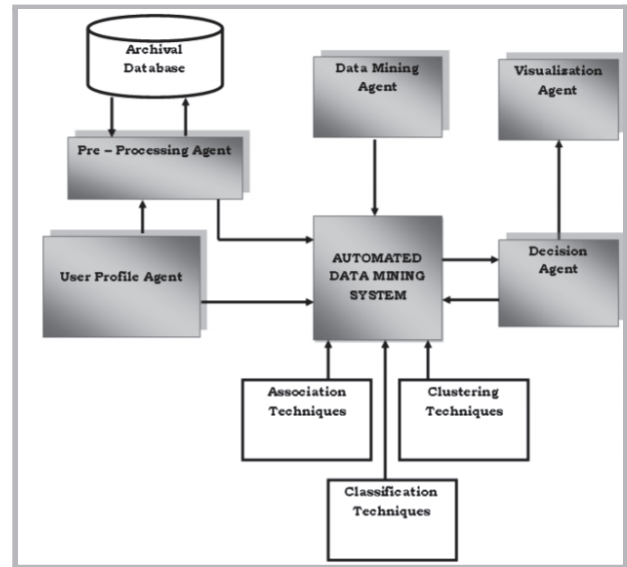 Archival
Database
Data Mining
Agent
Visualization
Agent
Pre – Processing Agent
User Profile Agent
AUTOMATED
DATA MINING
SYSTEM
Decision
Agent
Association
Techniques
Clustering
Techniques
Classification
Techniques